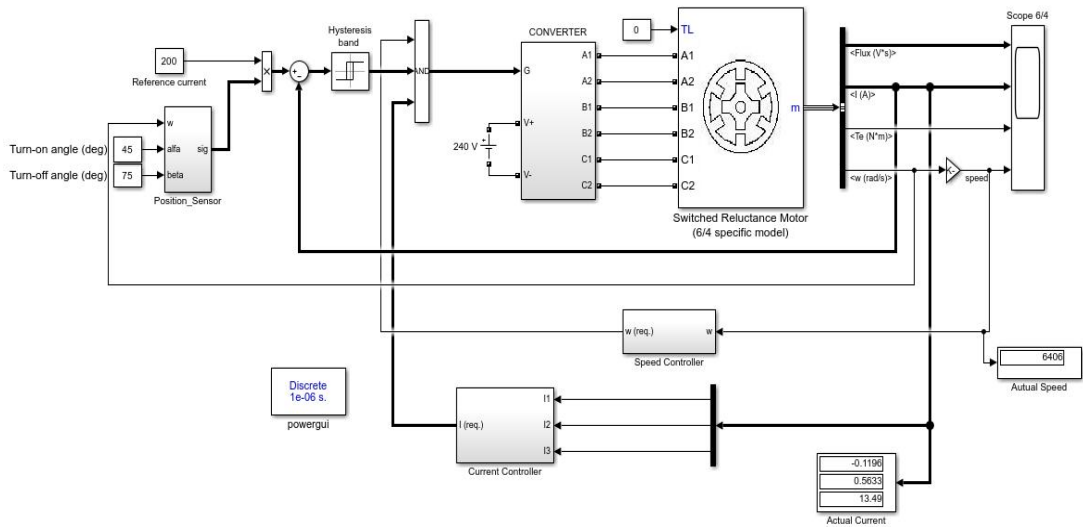 Scope 6/4
Hysteresis
band
CONVERTER
0
TL
<Flux (V*s)>
200
Reference current
X
+
-
AND
G
A1
A1
A2
A2
<I (A)>
B1
B1
m
w
Turn-on angle (deg)
45
alfa
sig
V+
240 V
+
B2
B2
<Te (N*m)>
C1
C1
Turn-off angle (deg)
75
beta
V-
C2
C2
<w (rad/s)>
K-
speed
Position_Sensor
Switched Reluctance Motor
(6/4 specific model)
w (req.)
w
Speed Controller
6406
Autual Speed
Discrete
1e-06 s.
powergui
I (req.)
I1
I2
I3
Current Controller
-0.1196
0.5633
13.49
Actual Current